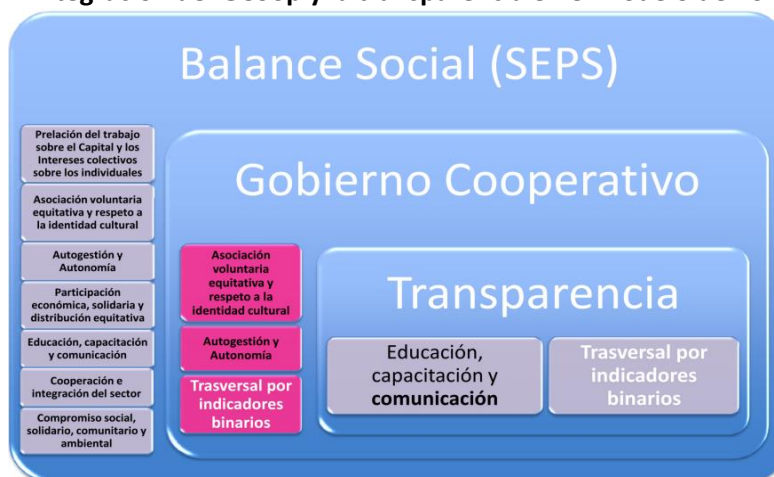 Balance Social (SEPS)
Prelación del trabajo
sobre el Capital y los
Intereses colectivos
sobre los individuales
Asociación voluntaria
equitativa y respeto a
la identidad cultural
Autogestión y
Autonomía
Participación
económica, solidaria y
distribución equitativa
Educación, capacitación
y comunicación
Cooperación e
integración del sector
Compromiso social,
solidario, comunitario y
ambiental
Gobierno Cooperativo
Asociación
voluntaria
equitativa y
respeto a la
identidad cultural
Autogestión y
Autonomía
Trasversal por
indicadores
binarios
Transparencia
Educación,
capacitación y
comunicación
Trasversal por
indicadores
binarios